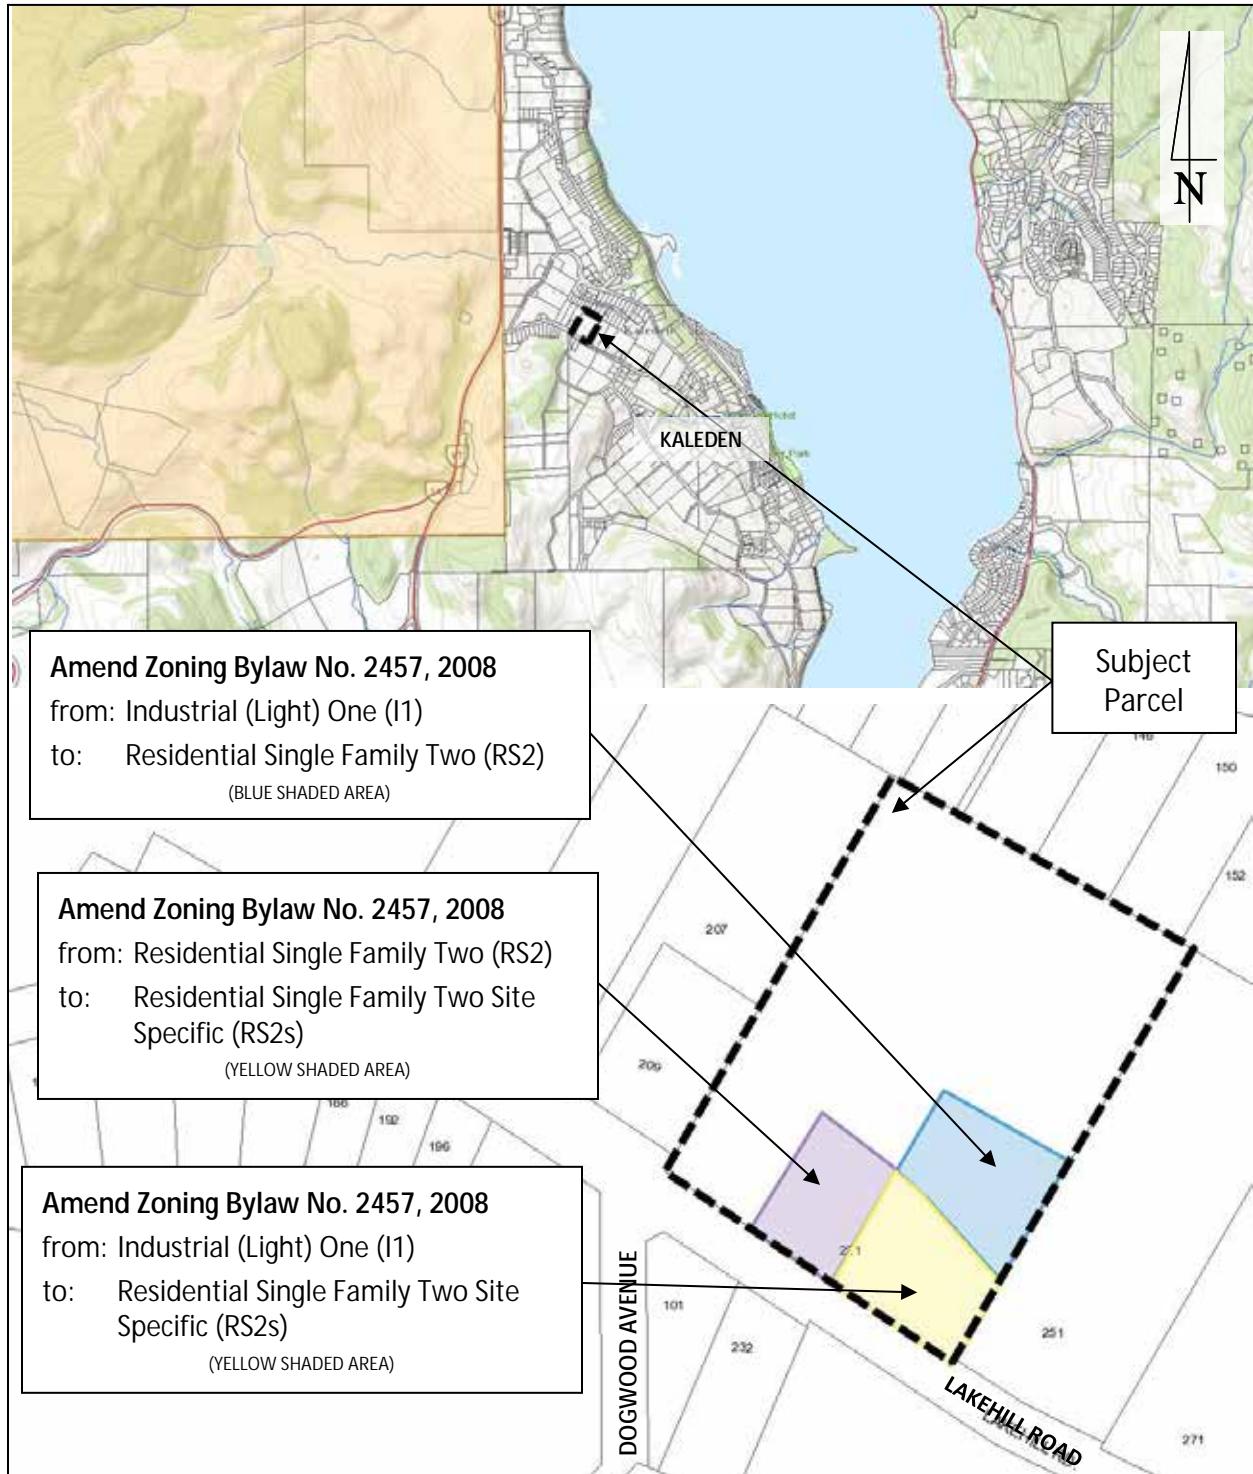 N
KALEDEN
Subject
Parcel
Amend Zoning Bylaw No. 2457, 2008
from: Industrial (Light) One (I1)
to: Residential Single Family Two (RS2)
(BLUE SHADED AREA)
Amend Zoning Bylaw No. 2457, 2008
from: Residential Single Family Two (RS2)
to: Residential Single Family Two Site
Specific (RS2s)
(YELLOW SHADED AREA)
Amend Zoning Bylaw No. 2457, 2008
from: Industrial (Light) One (I1)
to: Residential Single Family Two Site
Specific (RS2s)
(YELLOW SHADED AREA)
150
152
207
209
192
196
101
232
251
271
DOGWOOD AVENUE
LAKEHILL ROAD